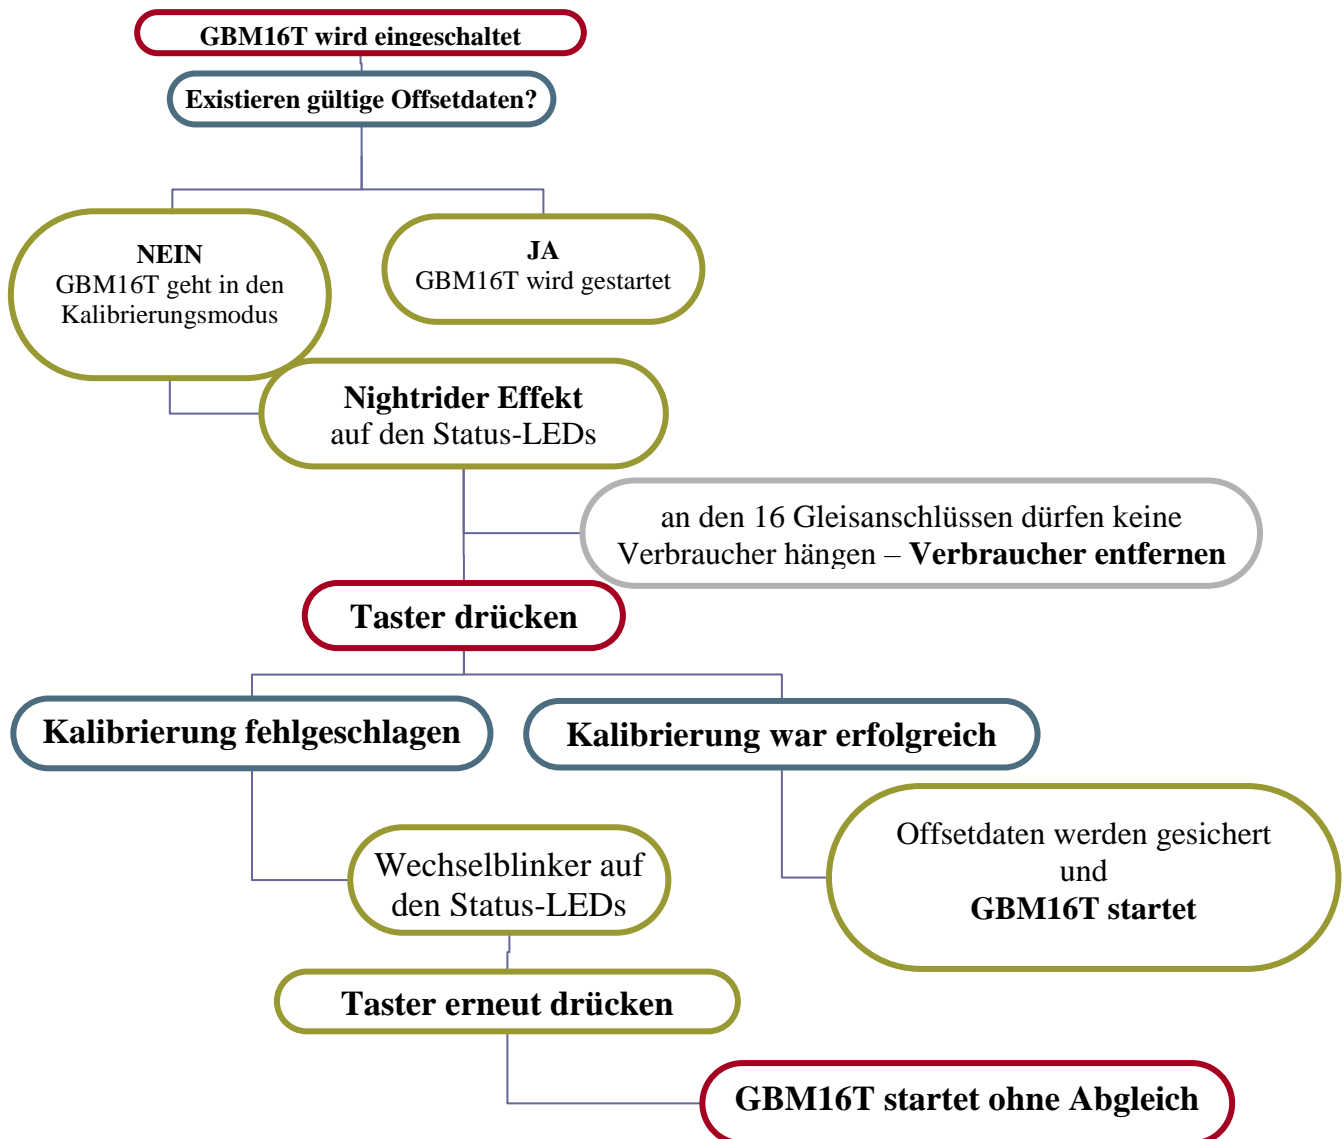 GBM16T wird eingeschaltet
Existieren gültige Offsetdaten?
NEIN
GBM16T geht in den
Kalibrierungsmodus
JA
GBM16T wird gestartet
Nightrider Effekt
auf den Status-LEDs
an den 16 Gleisanschlüssen dürfen keine
Verbraucher hängen – Verbraucher entfernen
Taster drücken
Kalibrierung fehlgeschlagen
Kalibrierung war erfolgreich
Offsetdaten werden gesichert
und
GBM16T startet
Wechselblinker auf
den Status-LEDs
Taster erneut drücken
GBM16T startet ohne Abgleich